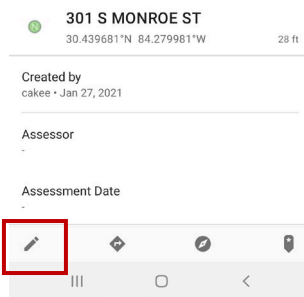 N
301 S MONROE ST
30.439681°N 84.279981°W 28 ft
Created by
cakee • Jan 27, 2021
Assessor
-
Assessment Date
-